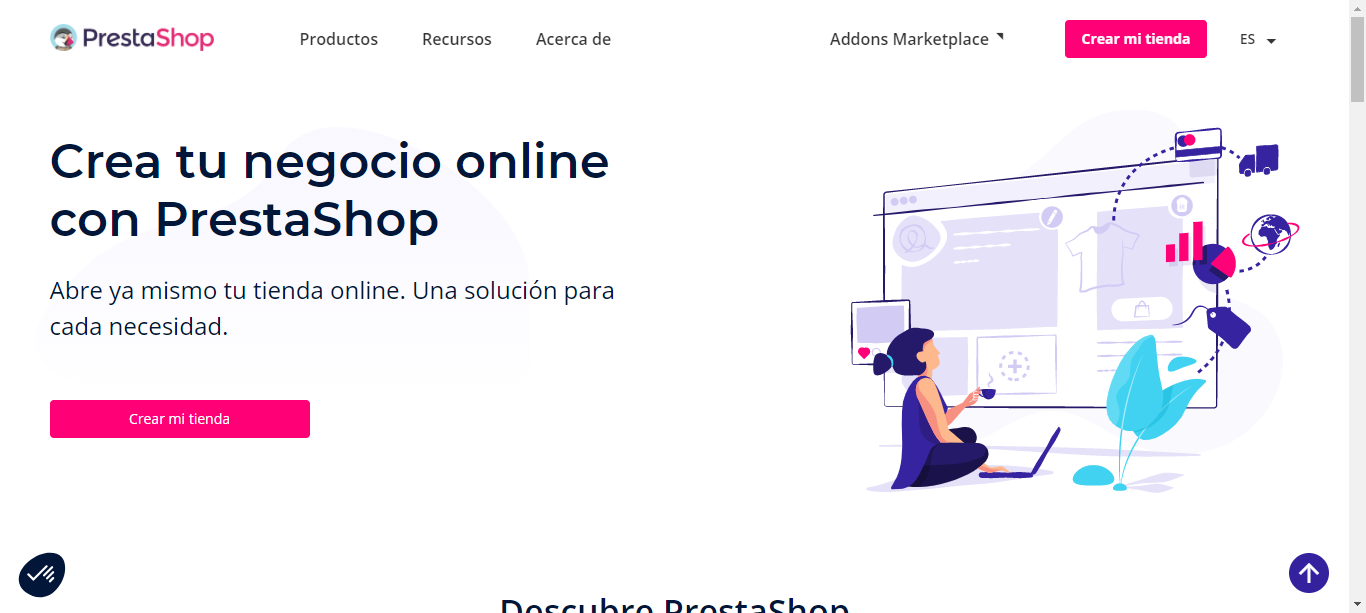 PrestaShop
Productos
Recursos
Acerca de
Addons Marketplace
Crear mi tienda
ES
Crea tu negocio online
con PrestaShop
Abre ya mismo tu tienda online. Una solución para
cada necesidad.
Crear mi tienda
Descubre PrestaShop